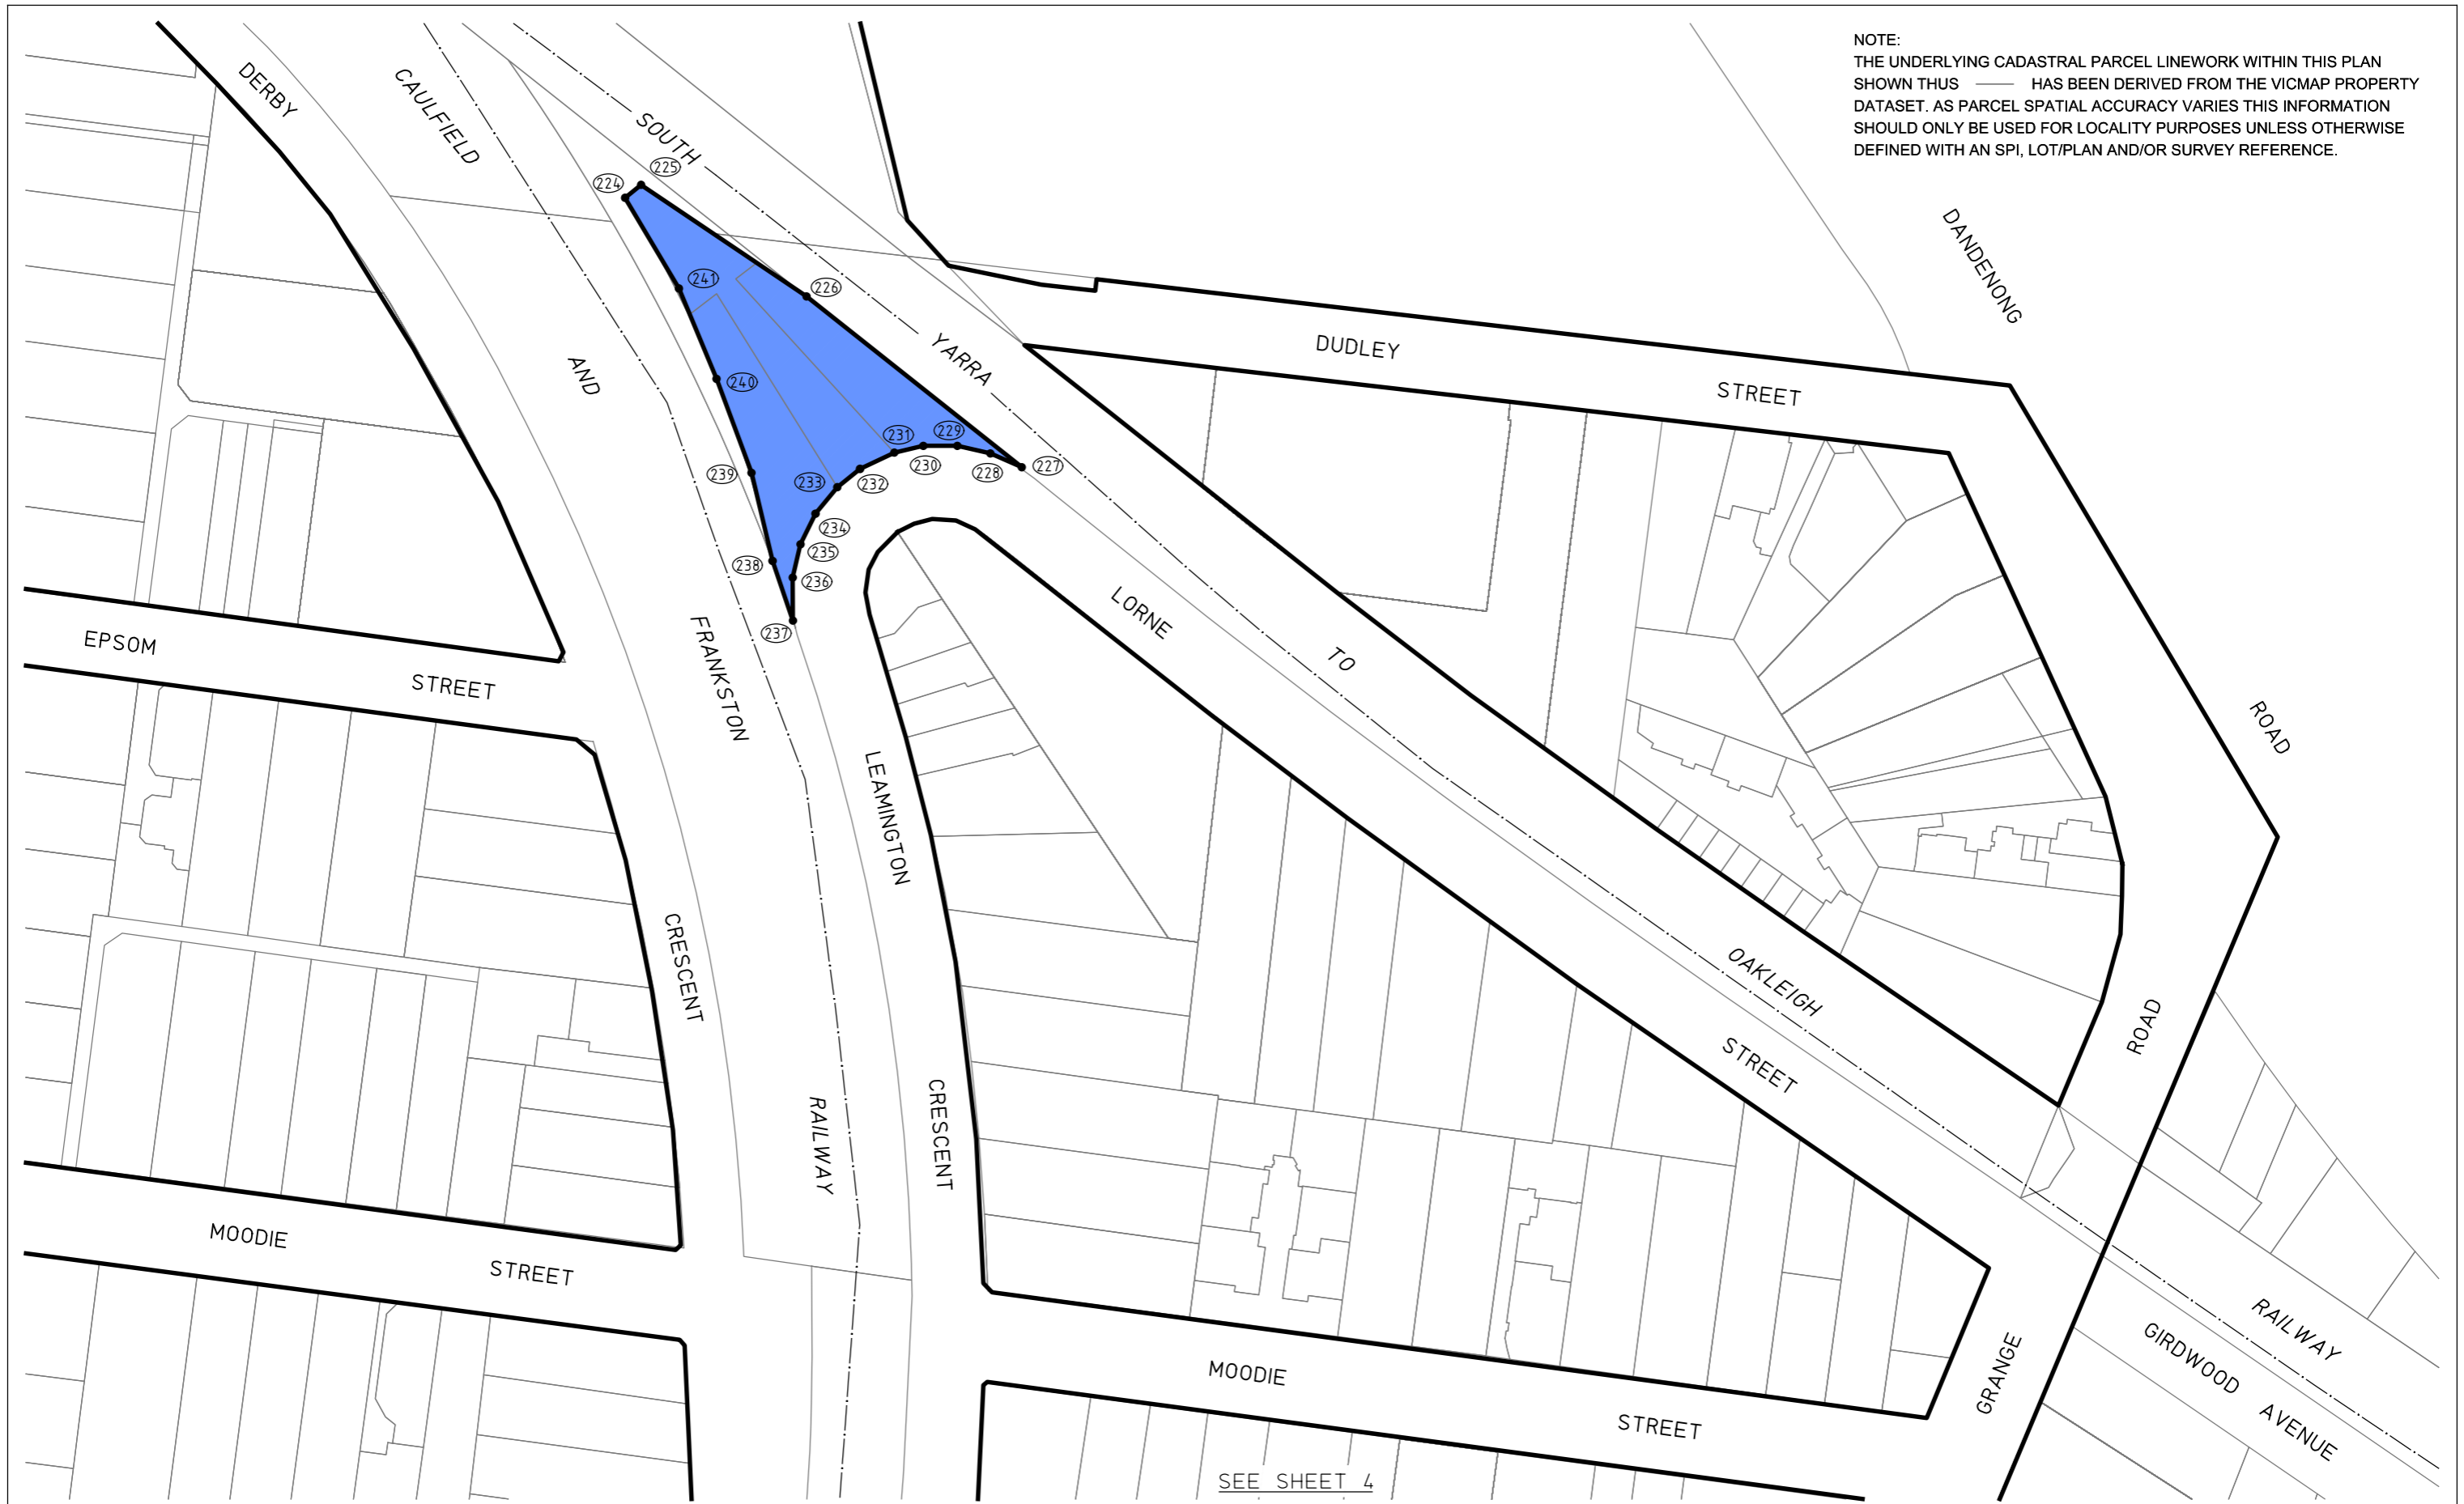 NOTE:
THE UNDERLYING CADASTRAL PARCEL LINEWORK WITHIN THIS PLAN
SHOWN THUS —— HAS BEEN DERIVED FROM THE VICMAP PROPERTY
DATASET. AS PARCEL SPATIAL ACCURACY VARIES THIS INFORMATION
SHOULD ONLY BE USED FOR LOCALITY PURPOSES UNLESS OTHERWISE
DEFINED WITH AN SPI, LOT/PLAN AND/OR SURVEY REFERENCE.
DERBY
CAULFIELD
SOUTH
225
224
241
226
240
DANDENONG
YARRA
DUDLEY
STREET
AND
231
229
239
233
232
230
228
227
234
235
238
236
237
EPSOM
STREET
FRANKSTON
LORNE
TO
ROAD
LEAMINGTON
CRESCENT
OAKLEIGH
ROAD
STREET
RAILWAY
CRESCENT
MOODIE
STREET
RAILWAY
GIRDWOOD
AVENUE
GRANGE
MOODIE
STREET
SEE SHEET 4